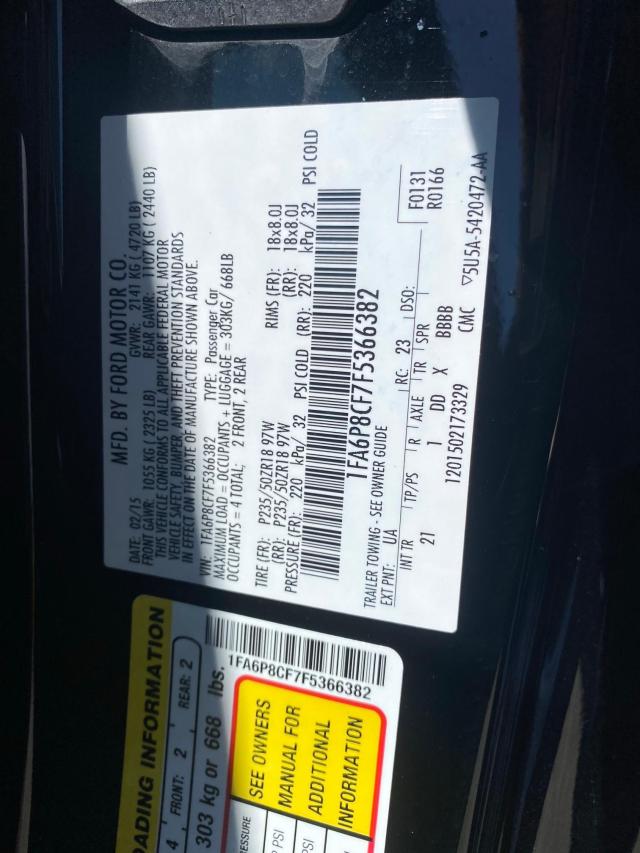 MFD. BY FORD MOTOR CO.
DATE: 02/15 GVWR: 2141 KG ( 4720 LB)
FRONT GAWR: 1055 KG ( 2325 LB) REAR GAWR: 1107 KG ( 2440 LB)
THIS VEHICLE CONFORMS TO ALL APPLICABLE FEDERAL MOTOR
VEHICLE SAFETY, BUMPER, AND THEFT PREVENTION STANDARDS
IN EFFECT ON THE DATE OF MANUFACTURE SHOWN ABOVE.
VIN: 1FA6P8CF7F5366382 TYPE: Passenger Car
MAXIMUM LOAD = OCCUPANTS + LUGGAGE = 303KG/ 668LB
OCCUPANTS = 4 TOTAL; 2 FRONT, 2 REAR
TIRE (FR): P235/50ZR18 97W RIMS (FR): 18x8.0J
(RR): P235/50ZR18 97W (RR): 18x8.0J
PRESSURE (FR): 220 kPa/ 32 PSI COLD (RR): 220 kPa/ 32 PSI COLD
1FA6P8CF7F5366382
TRAILER TOWING - SEE OWNER GUIDE
EXT PNT: UA RC: 23 DSO: F0131
R0166
INT TR TP/PS R AXLE TR SPR
21 1 DD X BBBB
1201502173329 CMC ▽5U5A-5420472-AA
OADING INFORMATION
4 FRONT: 2 REAR: 2
303 kg or 668 lbs.
1FA6P8CF7F5366382
PRESSURE
PSI
PSI
SEE OWNERS
MANUAL FOR
ADDITIONAL
INFORMATION